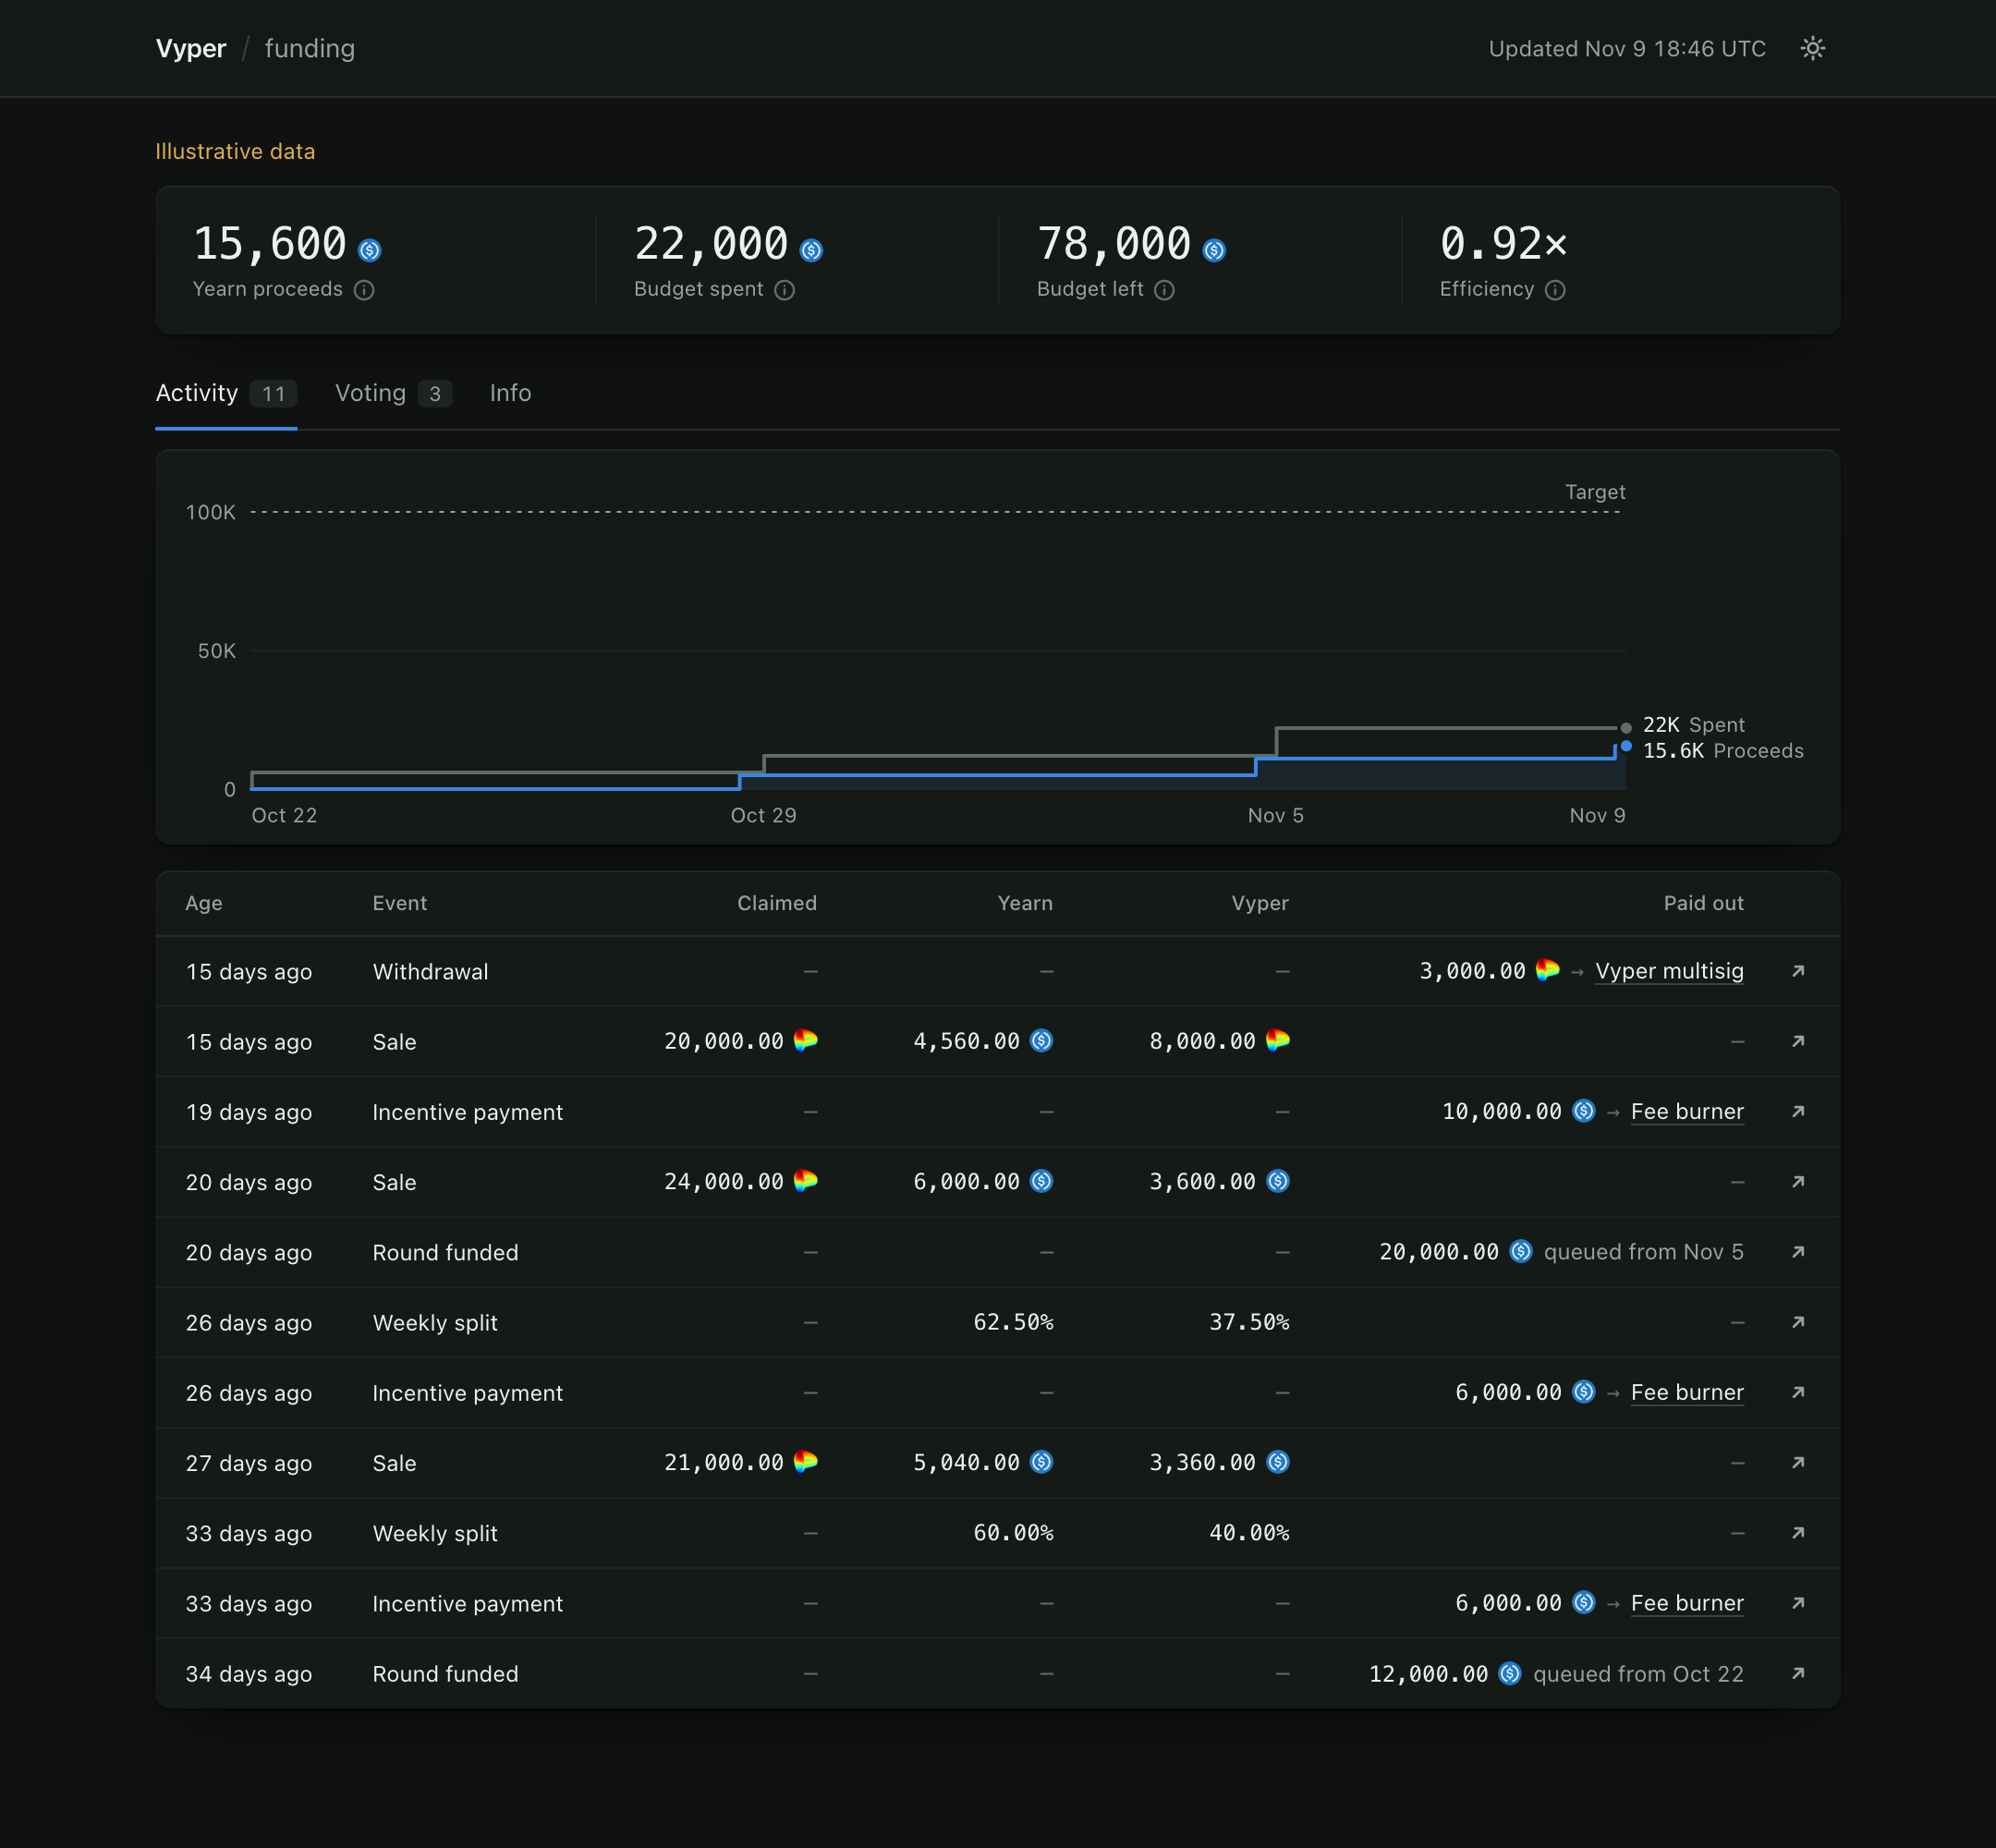 Vyper / funding Updated Nov 9 18:46 UTC
Illustrative data
15,600 22,000 78,000 0.92×
Yearn proceeds Budget spent Budget left Efficiency
Activity 11 Voting 3 Info
Target
100K
50K
22K Spent
15.6K Proceeds
0
Oct 22 Oct 29 Nov 5 Nov 9
Age Event Claimed Yearn Vyper Paid out
15 days ago Withdrawal — — — 3,000.00 → Vyper multisig
15 days ago Sale 20,000.00 4,560.00 8,000.00 —
19 days ago Incentive payment — — — 10,000.00 → Fee burner
20 days ago Sale 24,000.00 6,000.00 3,600.00 —
20 days ago Round funded — — — 20,000.00 queued from Nov 5
26 days ago Weekly split — 62.50% 37.50% —
26 days ago Incentive payment — — — 6,000.00 → Fee burner
27 days ago Sale 21,000.00 5,040.00 3,360.00 —
33 days ago Weekly split — 60.00% 40.00% —
33 days ago Incentive payment — — — 6,000.00 → Fee burner
34 days ago Round funded — — — 12,000.00 queued from Oct 22